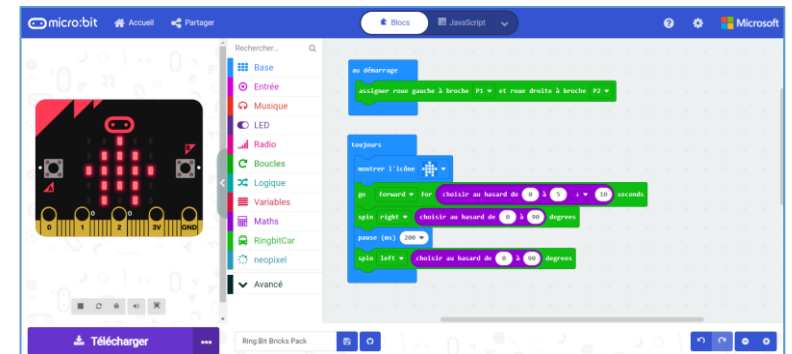 micro:bit Accueil Partager Blocs JavaScript Microsoft
Rechercher...
Base
Entrée
Musique
LED
Radio
Boucles
Logique
Variables
Maths
RingbitCar
neopixel
Avancé
au démarrage
assigner roue gauche à broche P1 et roue droite à broche P2
toujours
montrer l'icône
go forward for choisir au hasard de 0 à 5 + 10 seconds
spin right choisir au hasard de 0 à 90 degrees
pause (ms) 200
spin left choisir au hasard de 0 à 90 degrees
0 0
0 1 2 3V GND
Télécharger ••• Ring:Bit Bricks Pack